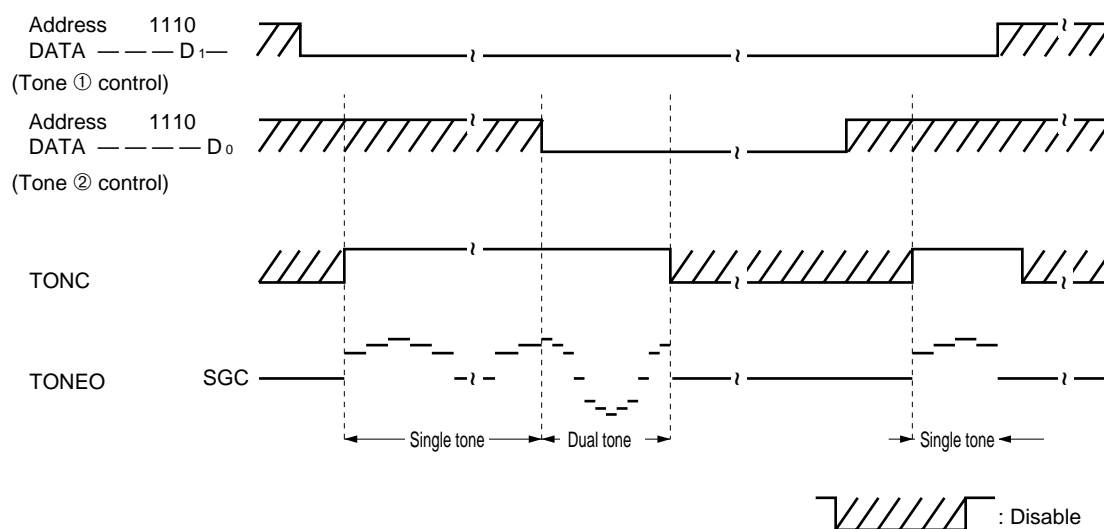 Address 1110
DATA — — — D1—
(Tone ① control)
Address 1110
DATA — — — — D0
(Tone ② control)
TONC
TONEO SGC
Single tone Dual tone Single tone
: Disable